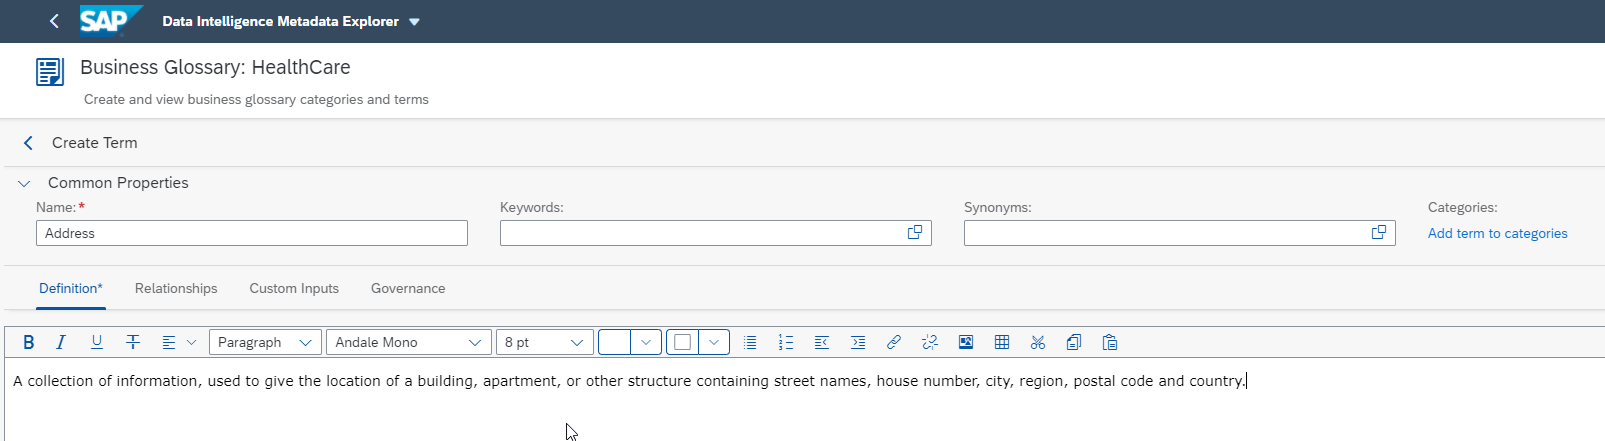 SAP Data Intelligence Metadata Explorer
Business Glossary: HealthCare
Create and view business glossary categories and terms
Create Term
Common Properties
Name:* Keywords: Synonyms: Categories:
Address Add term to categories
Definition* Relationships Custom Inputs Governance
B I U T Paragraph Andale Mono 8 pt
A collection of information, used to give the location of a building, apartment, or other structure containing street names, house number, city, region, postal code and country.